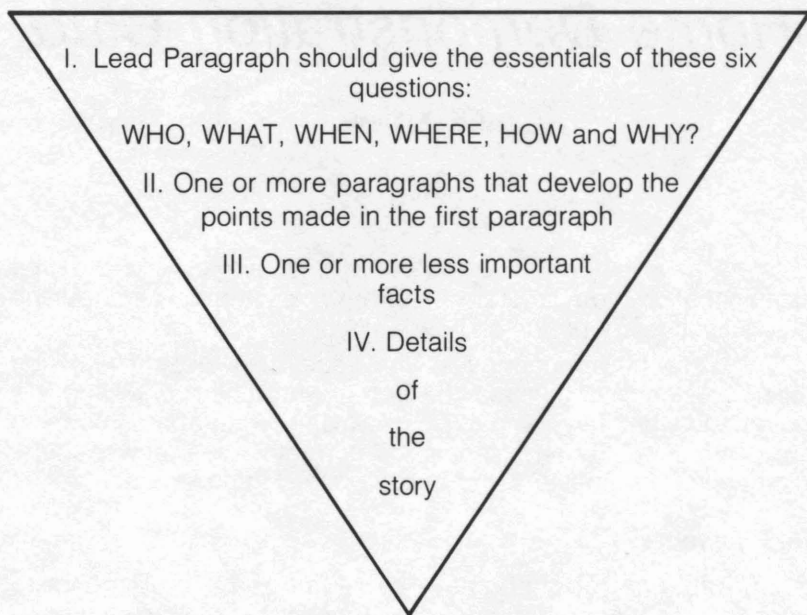 I. Lead Paragraph should give the essentials of these six
questions:
WHO, WHAT, WHEN, WHERE, HOW and WHY?
II. One or more paragraphs that develop the
points made in the first paragraph
III. One or more less important
facts
IV. Details
of
the
story